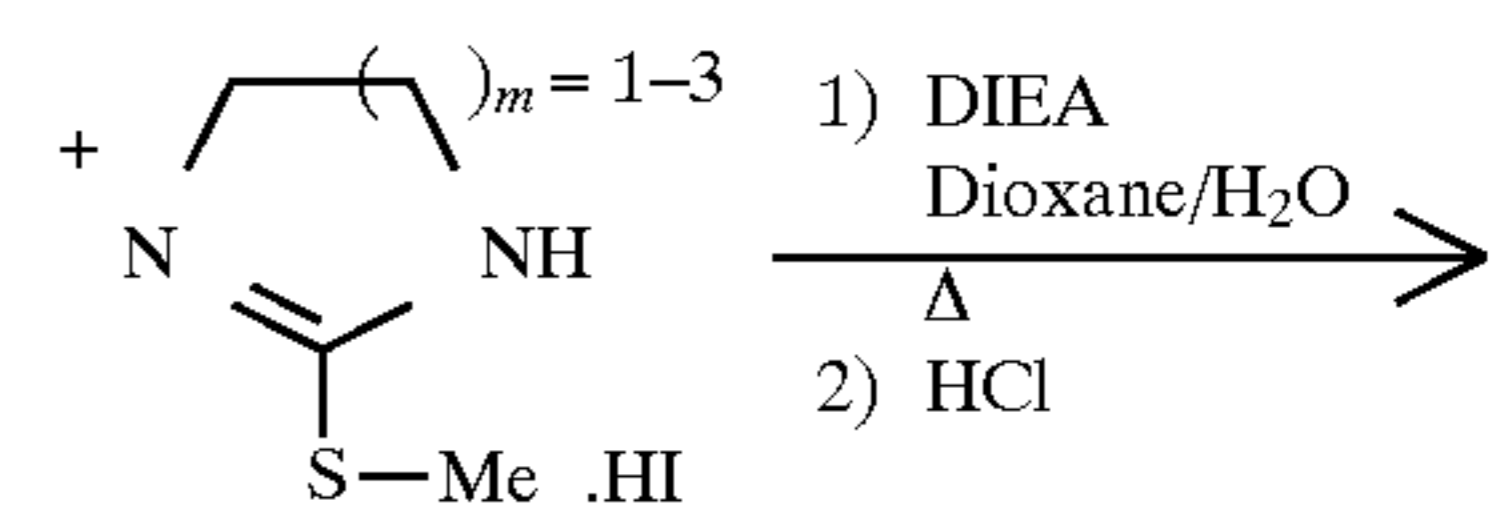 ( )m = 1–3
1) DIEA
+
Dioxane/H2O
N
NH
Δ
2) HCl
S—Me .HI